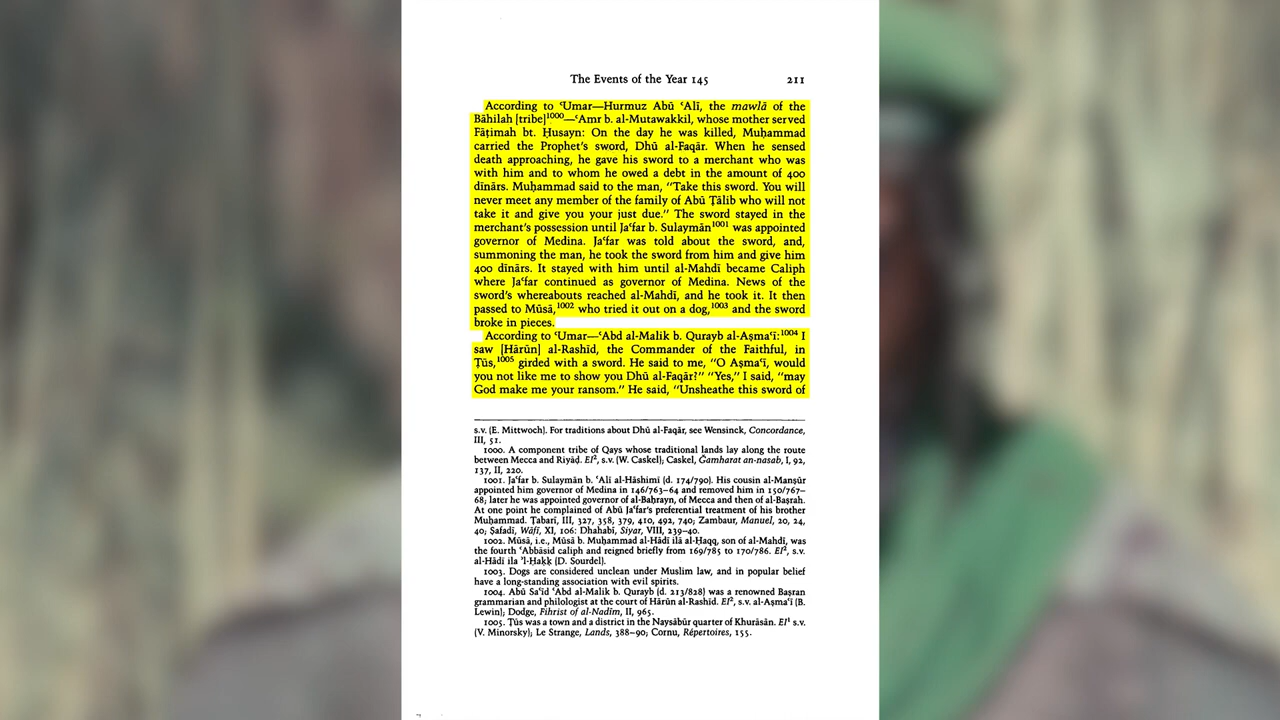 The Events of the Year 145 211
According to ʿUmar—Hurmuz Abū ʿAlī, the mawlā of the
Bāhilah [tribe]1000—ʿAmr b. al-Mutawakkil, whose mother served
Fāṭimah bt. Ḥusayn: On the day he was killed, Muḥammad
carried the Prophet's sword, Dhū al-Faqār. When he sensed
death approaching, he gave his sword to a merchant who was
with him and to whom he owed a debt in the amount of 400
dīnārs. Muḥammad said to the man, "Take this sword. You will
never meet any member of the family of Abū Ṭālib who will not
take it and give you your just due." The sword stayed in the
merchant's possession until Jaʿfar b. Sulaymān1001 was appointed
governor of Medina. Jaʿfar was told about the sword, and,
summoning the man, he took the sword from him and give him
400 dīnārs. It stayed with him until al-Mahdī became Caliph
where Jaʿfar continued as governor of Medina. News of the
sword's whereabouts reached al-Mahdī, and he took it. It then
passed to Mūsā,1002 who tried it out on a dog,1003 and the sword
broke in pieces.
According to ʿUmar—ʿAbd al-Malik b. Qurayb al-Aṣmaʿī:1004 I
saw [Hārūn] al-Rashīd, the Commander of the Faithful, in
Ṭūs,1005 girded with a sword. He said to me, "O Aṣmaʿī, would
you not like me to show you Dhū al-Faqār?" "Yes," I said, "may
God make me your ransom." He said, "Unsheathe this sword of
s.v. (E. Mittwoch). For traditions about Dhū al-Faqār, see Wensinck, Concordance,
III, 51.
1000. A component tribe of Qays whose traditional lands lay along the route
between Mecca and Riyāḍ. EI2, s.v. (W. Caskel); Caskel, Ğamharat an-nasab, I, 92,
137, II, 220.
1001. Jaʿfar b. Sulaymān b. ʿAlī al-Hāshimī (d. 174/790). His cousin al-Manṣūr
appointed him governor of Medina in 146/763–64 and removed him in 150/767–
68; later he was appointed governor of al-Baḥrayn, of Mecca and then of al-Baṣrah.
At one point he complained of Abū Jaʿfar's preferential treatment of his brother
Muḥammad. Ṭabarī, III, 327, 358, 379, 410, 492, 740; Zambaur, Manuel, 20, 24,
40; Ṣafadī, Wāfī, XI, 106: Dhahabī, Siyar, VIII, 239–40.
1002. Mūsā, i.e., Mūsā b. Muḥammad al-Hādī ilā al-Ḥaqq, son of al-Mahdī, was
the fourth ʿAbbāsid caliph and reigned briefly from 169/785 to 170/786. EI2, s.v.
al-Hādī ila 'l-Ḥaḳḳ (D. Sourdel).
1003. Dogs are considered unclean under Muslim law, and in popular belief
have a long-standing association with evil spirits.
1004. Abū Saʿīd ʿAbd al-Malik b. Qurayb (d. 213/828) was a renowned Baṣran
grammarian and philologist at the court of Hārūn al-Rashīd. EI2, s.v. al-Aṣmaʿī (B.
Lewin); Dodge, Fihrist of al-Nadīm, II, 965.
1005. Ṭūs was a town and a district in the Naysābūr quarter of Khurāsān. EI1 s.v.
(V. Minorsky); Le Strange, Lands, 388–90; Cornu, Répertoires, 155.